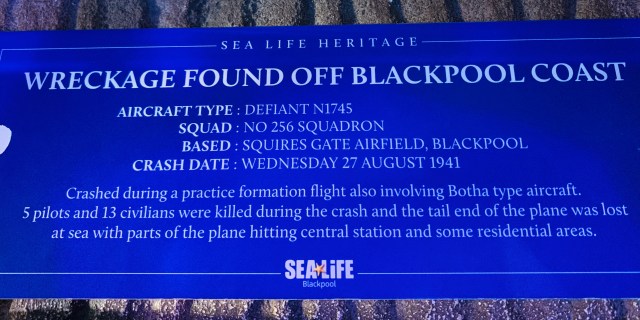 SEA LIFE HERITAGE
WRECKAGE FOUND OFF BLACKPOOL COAST
AIRCRAFT TYPE : DEFIANT N1745
SQUAD : NO 256 SQUADRON
BASED : SQUIRES GATE AIRFIELD, BLACKPOOL
CRASH DATE : WEDNESDAY 27 AUGUST 1941
Crashed during a practice formation flight also involving Botha type aircraft.
5 pilots and 13 civilians were killed during the crash and the tail end of the plane was lost
at sea with parts of the plane hitting central station and some residential areas.
SEA LiFE
Blackpool